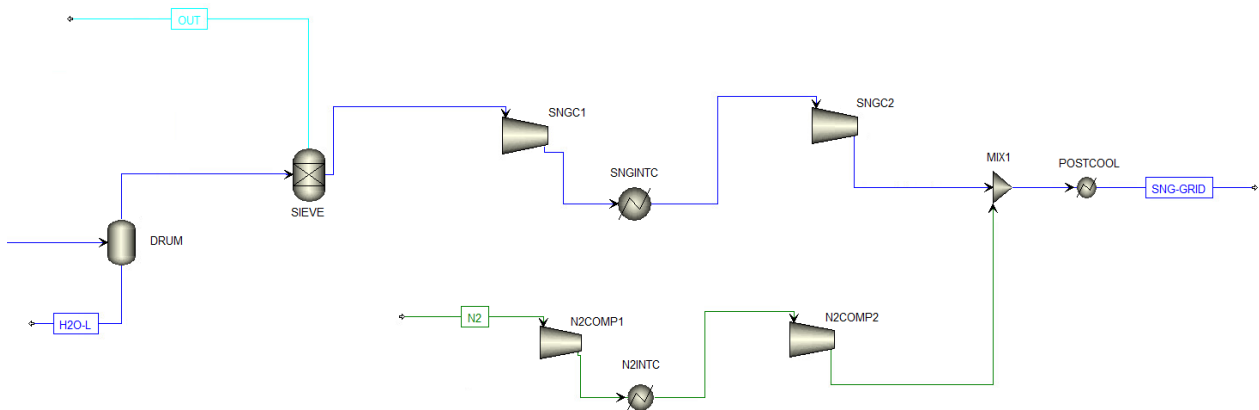 OUT
SNGC1
SNGC2
MIX1
POSTCOOL
SNGINTC
SNG-GRID
SIEVE
DRUM
H2O-L
N2
N2COMP1
N2COMP2
N2INTC